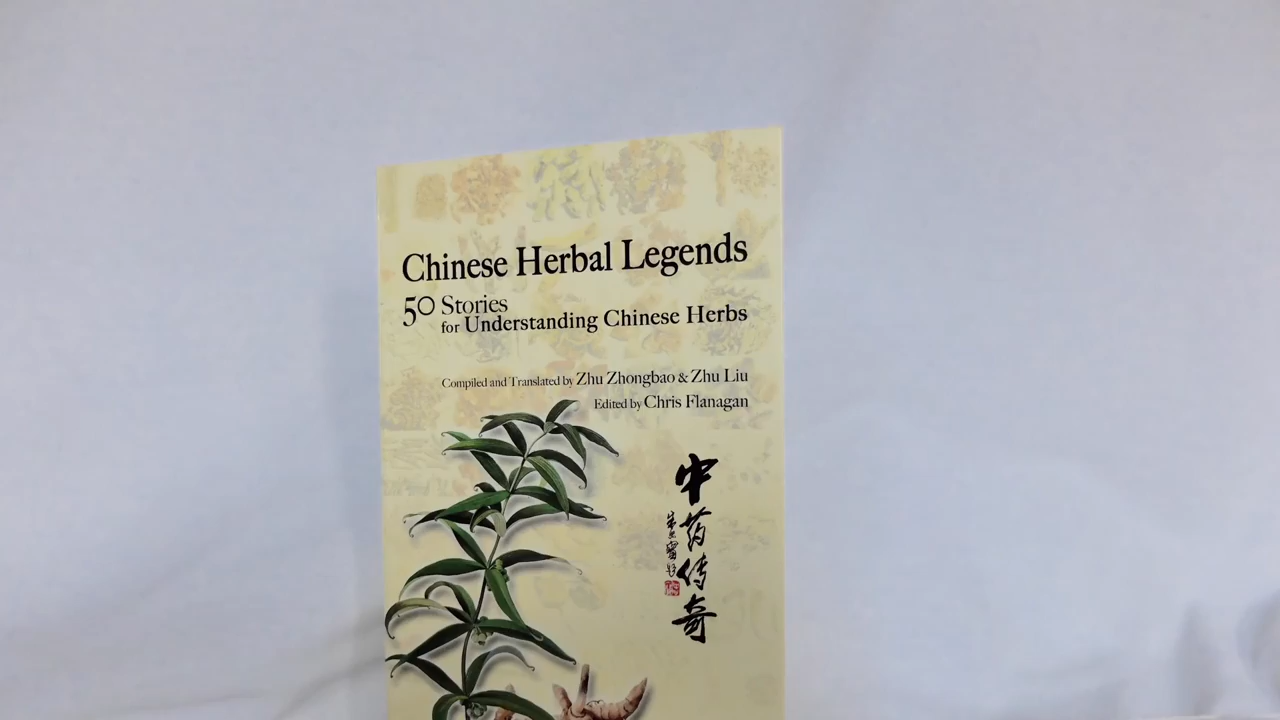 Chinese Herbal Legends
50 Stories
for Understanding Chinese Herbs
Compiled and Translated by Zhu Zhongbao & Zhu Liu
Edited by Chris Flanagan
中药传奇